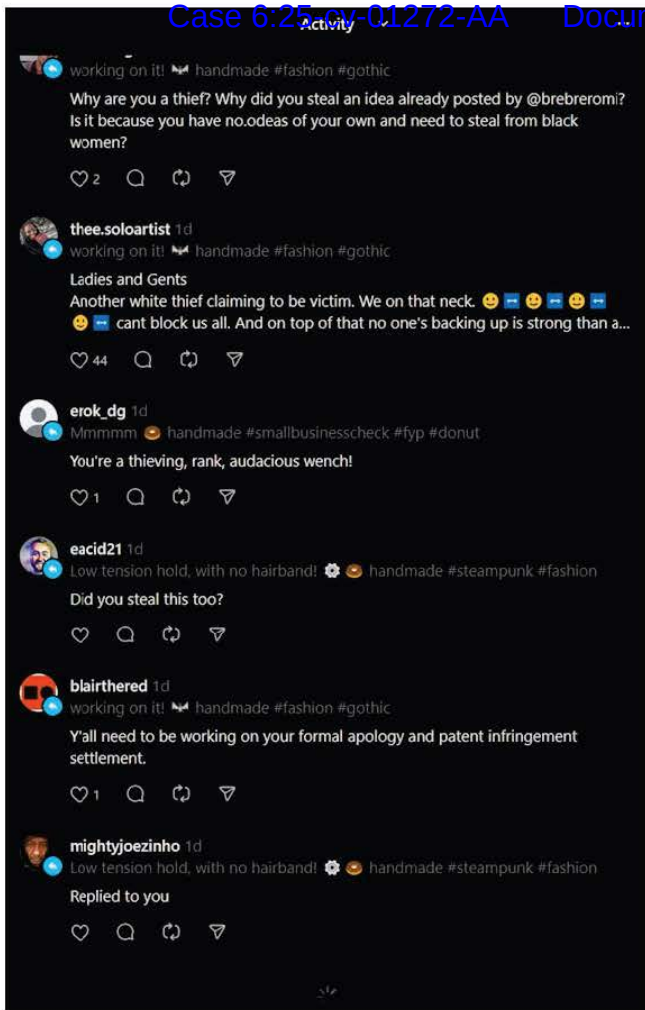 Case 6:25-cv-01272-AA Docu
Activity
working on it! 🦇 handmade #fashion #gothic
Why are you a thief? Why did you steal an idea already posted by @brebreromi?
Is it because you have no.odeas of your own and need to steal from black
women?
2
thee.soloartist 1d
working on it! 🦇 handmade #fashion #gothic
Ladies and Gents
Another white thief claiming to be victim. We on that neck. 🙂↔️🙂↔️🙂↔️
🙂↔️ cant block us all. And on top of that no one's backing up is strong than a...
44
erok_dg 1d
Mmmmm 🍩 handmade #smallbusinesscheck #fyp #donut
You're a thieving, rank, audacious wench!
1
eacid21 1d
Low tension hold, with no hairband! ⚙️ 🍩 handmade #steampunk #fashion
Did you steal this too?
blairthered 1d
working on it! 🦇 handmade #fashion #gothic
Y'all need to be working on your formal apology and patent infringement
settlement.
1
mightyjoezinho 1d
Low tension hold, with no hairband! ⚙️ 🍩 handmade #steampunk #fashion
Replied to you